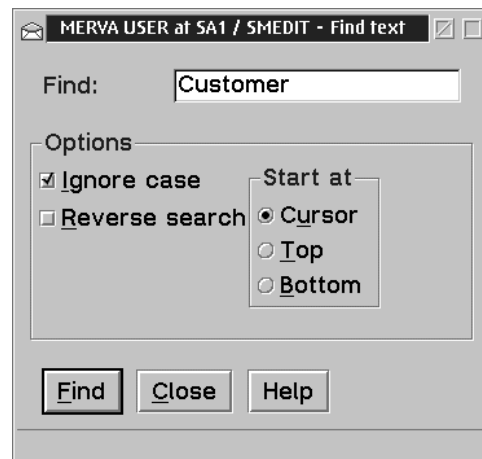 MERVA USER at SA1 / SMEDIT - Find text
Find: Customer
Options
Ignore case
Reverse search
Start at
Cursor
Top
Bottom
Find Close Help